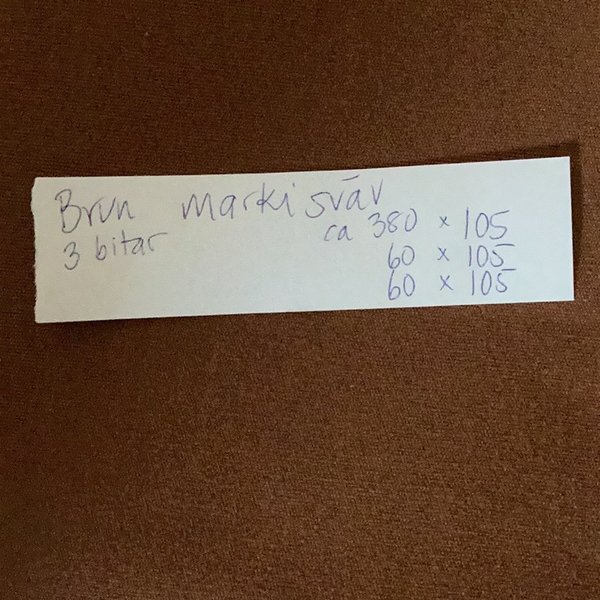 Brun markisväv
3 bitar ca 380 x 105
60 x 105
60 x 105